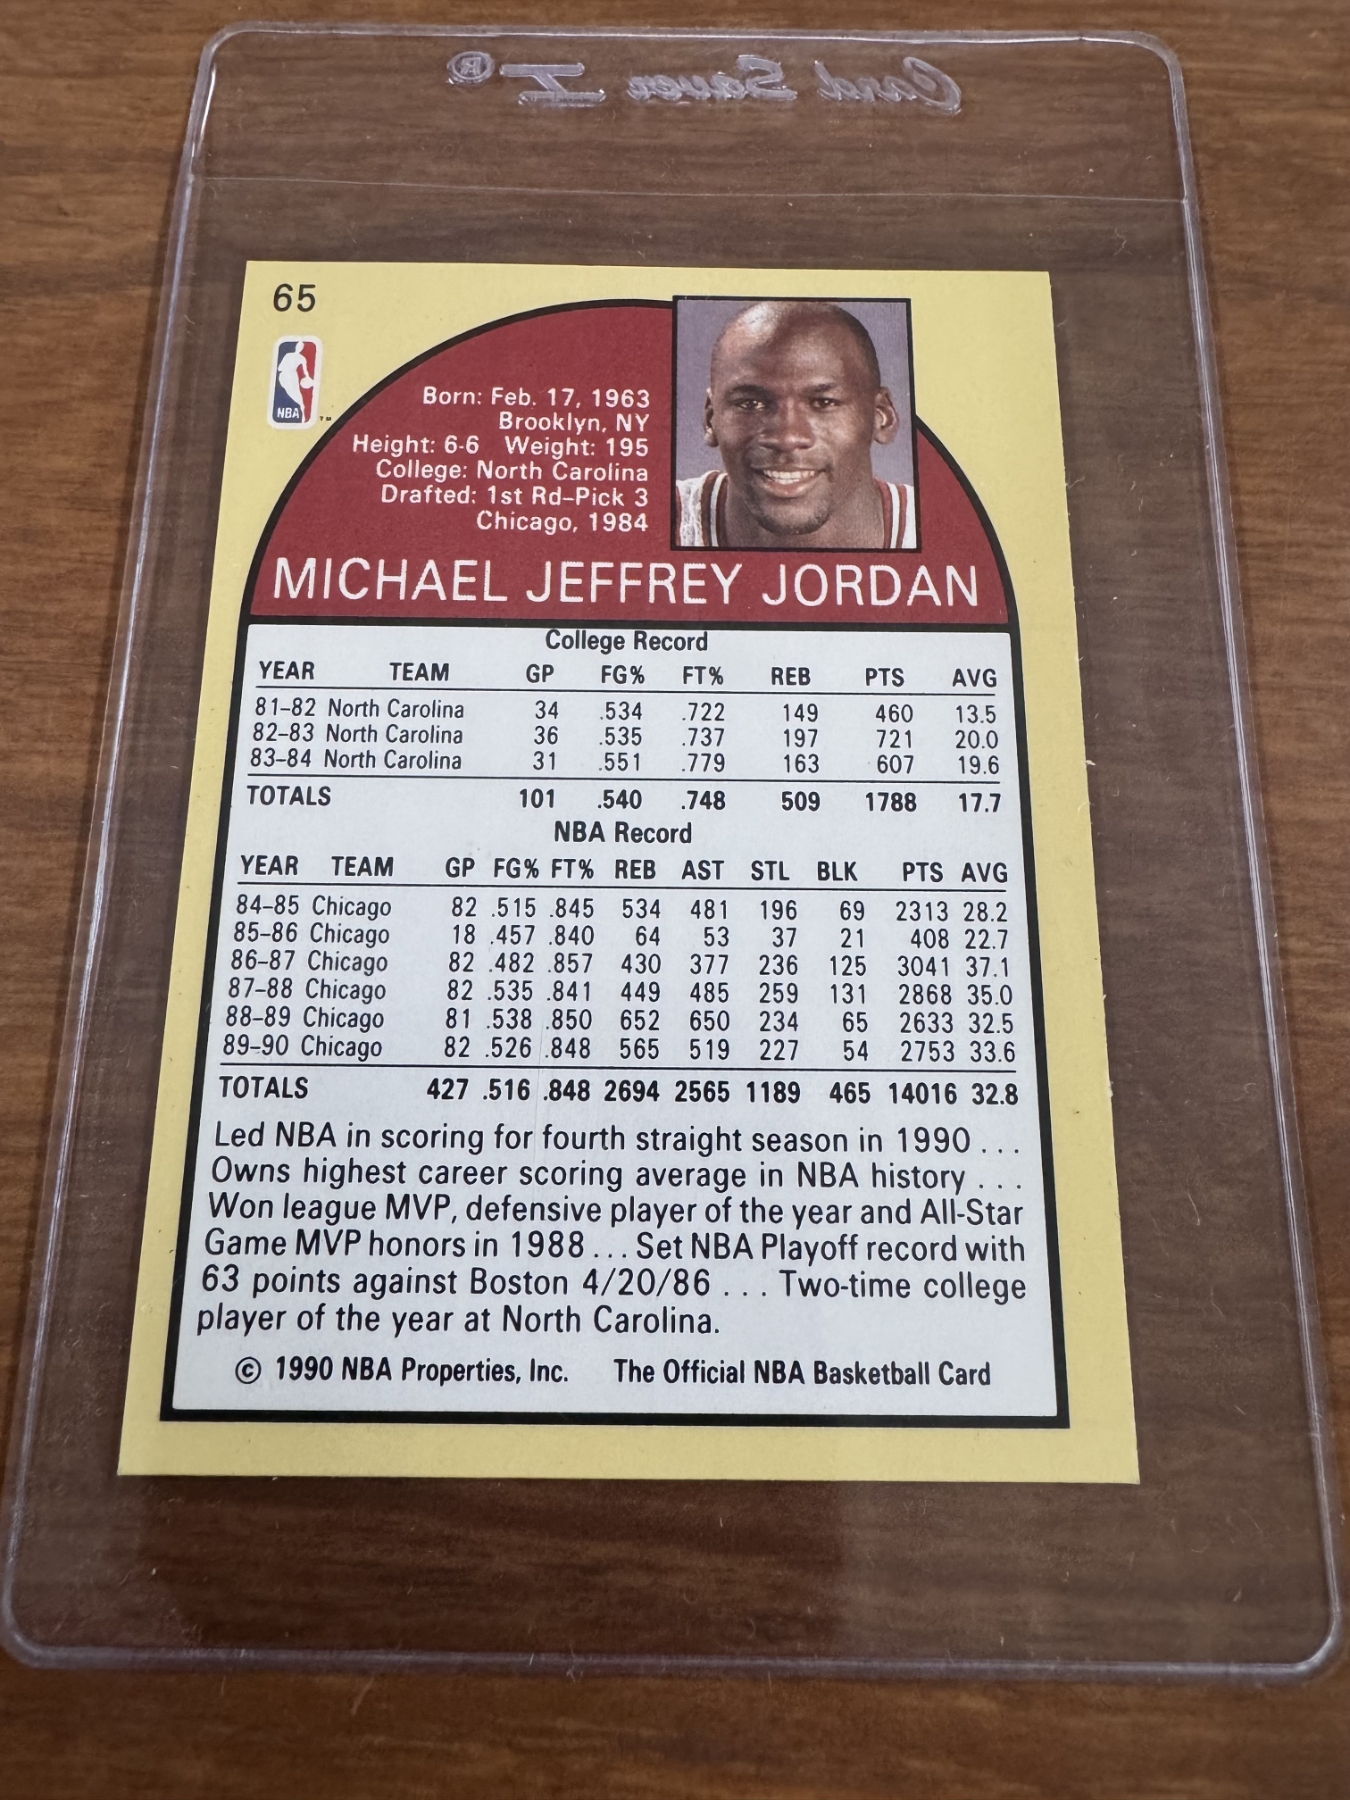 Card Saver I®
65
NBA
™
Born: Feb. 17, 1963
Brooklyn, NY
Height: 6-6 Weight: 195
College: North Carolina
Drafted: 1st Rd–Pick 3
Chicago, 1984
MICHAEL JEFFREY JORDAN
College Record
YEAR TEAM GP FG% FT% REB PTS AVG
81–82 North Carolina 34 .534 .722 149 460 13.5
82–83 North Carolina 36 .535 .737 197 721 20.0
83–84 North Carolina 31 .551 .779 163 607 19.6
TOTALS 101 .540 .748 509 1788 17.7
NBA Record
YEAR TEAM GP FG% FT% REB AST STL BLK PTS AVG
84–85 Chicago 82 .515 .845 534 481 196 69 2313 28.2
85–86 Chicago 18 .457 .840 64 53 37 21 408 22.7
86–87 Chicago 82 .482 .857 430 377 236 125 3041 37.1
87–88 Chicago 82 .535 .841 449 485 259 131 2868 35.0
88–89 Chicago 81 .538 .850 652 650 234 65 2633 32.5
89–90 Chicago 82 .526 .848 565 519 227 54 2753 33.6
TOTALS 427 .516 .848 2694 2565 1189 465 14016 32.8
Led NBA in scoring for fourth straight season in 1990 . . .
Owns highest career scoring average in NBA history . . .
Won league MVP, defensive player of the year and All-Star
Game MVP honors in 1988 . . . Set NBA Playoff record with
63 points against Boston 4/20/86 . . . Two-time college
player of the year at North Carolina.
© 1990 NBA Properties, Inc. The Official NBA Basketball Card